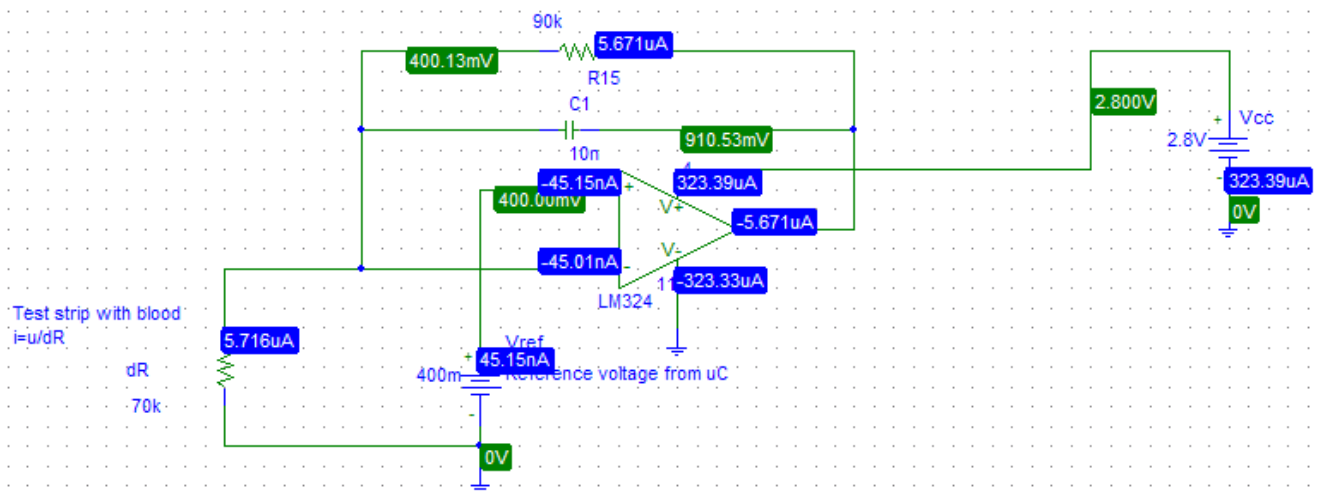 90k
5.671uA
400.13mV
R15
C1
2.800V
+
Vcc
910.53mV
2.8V
10n
-45.15nA
+
323.39uA
-
323.39uA
400.00mV
V+
0V
-5.671uA
V-
-45.01nA
-
11
-323.33uA
LM324
Test strip with blood
i=u/dR
5.716uA
Vref
+
45.15nA
dR
400m
Reference voltage from uC
70k
-
0V